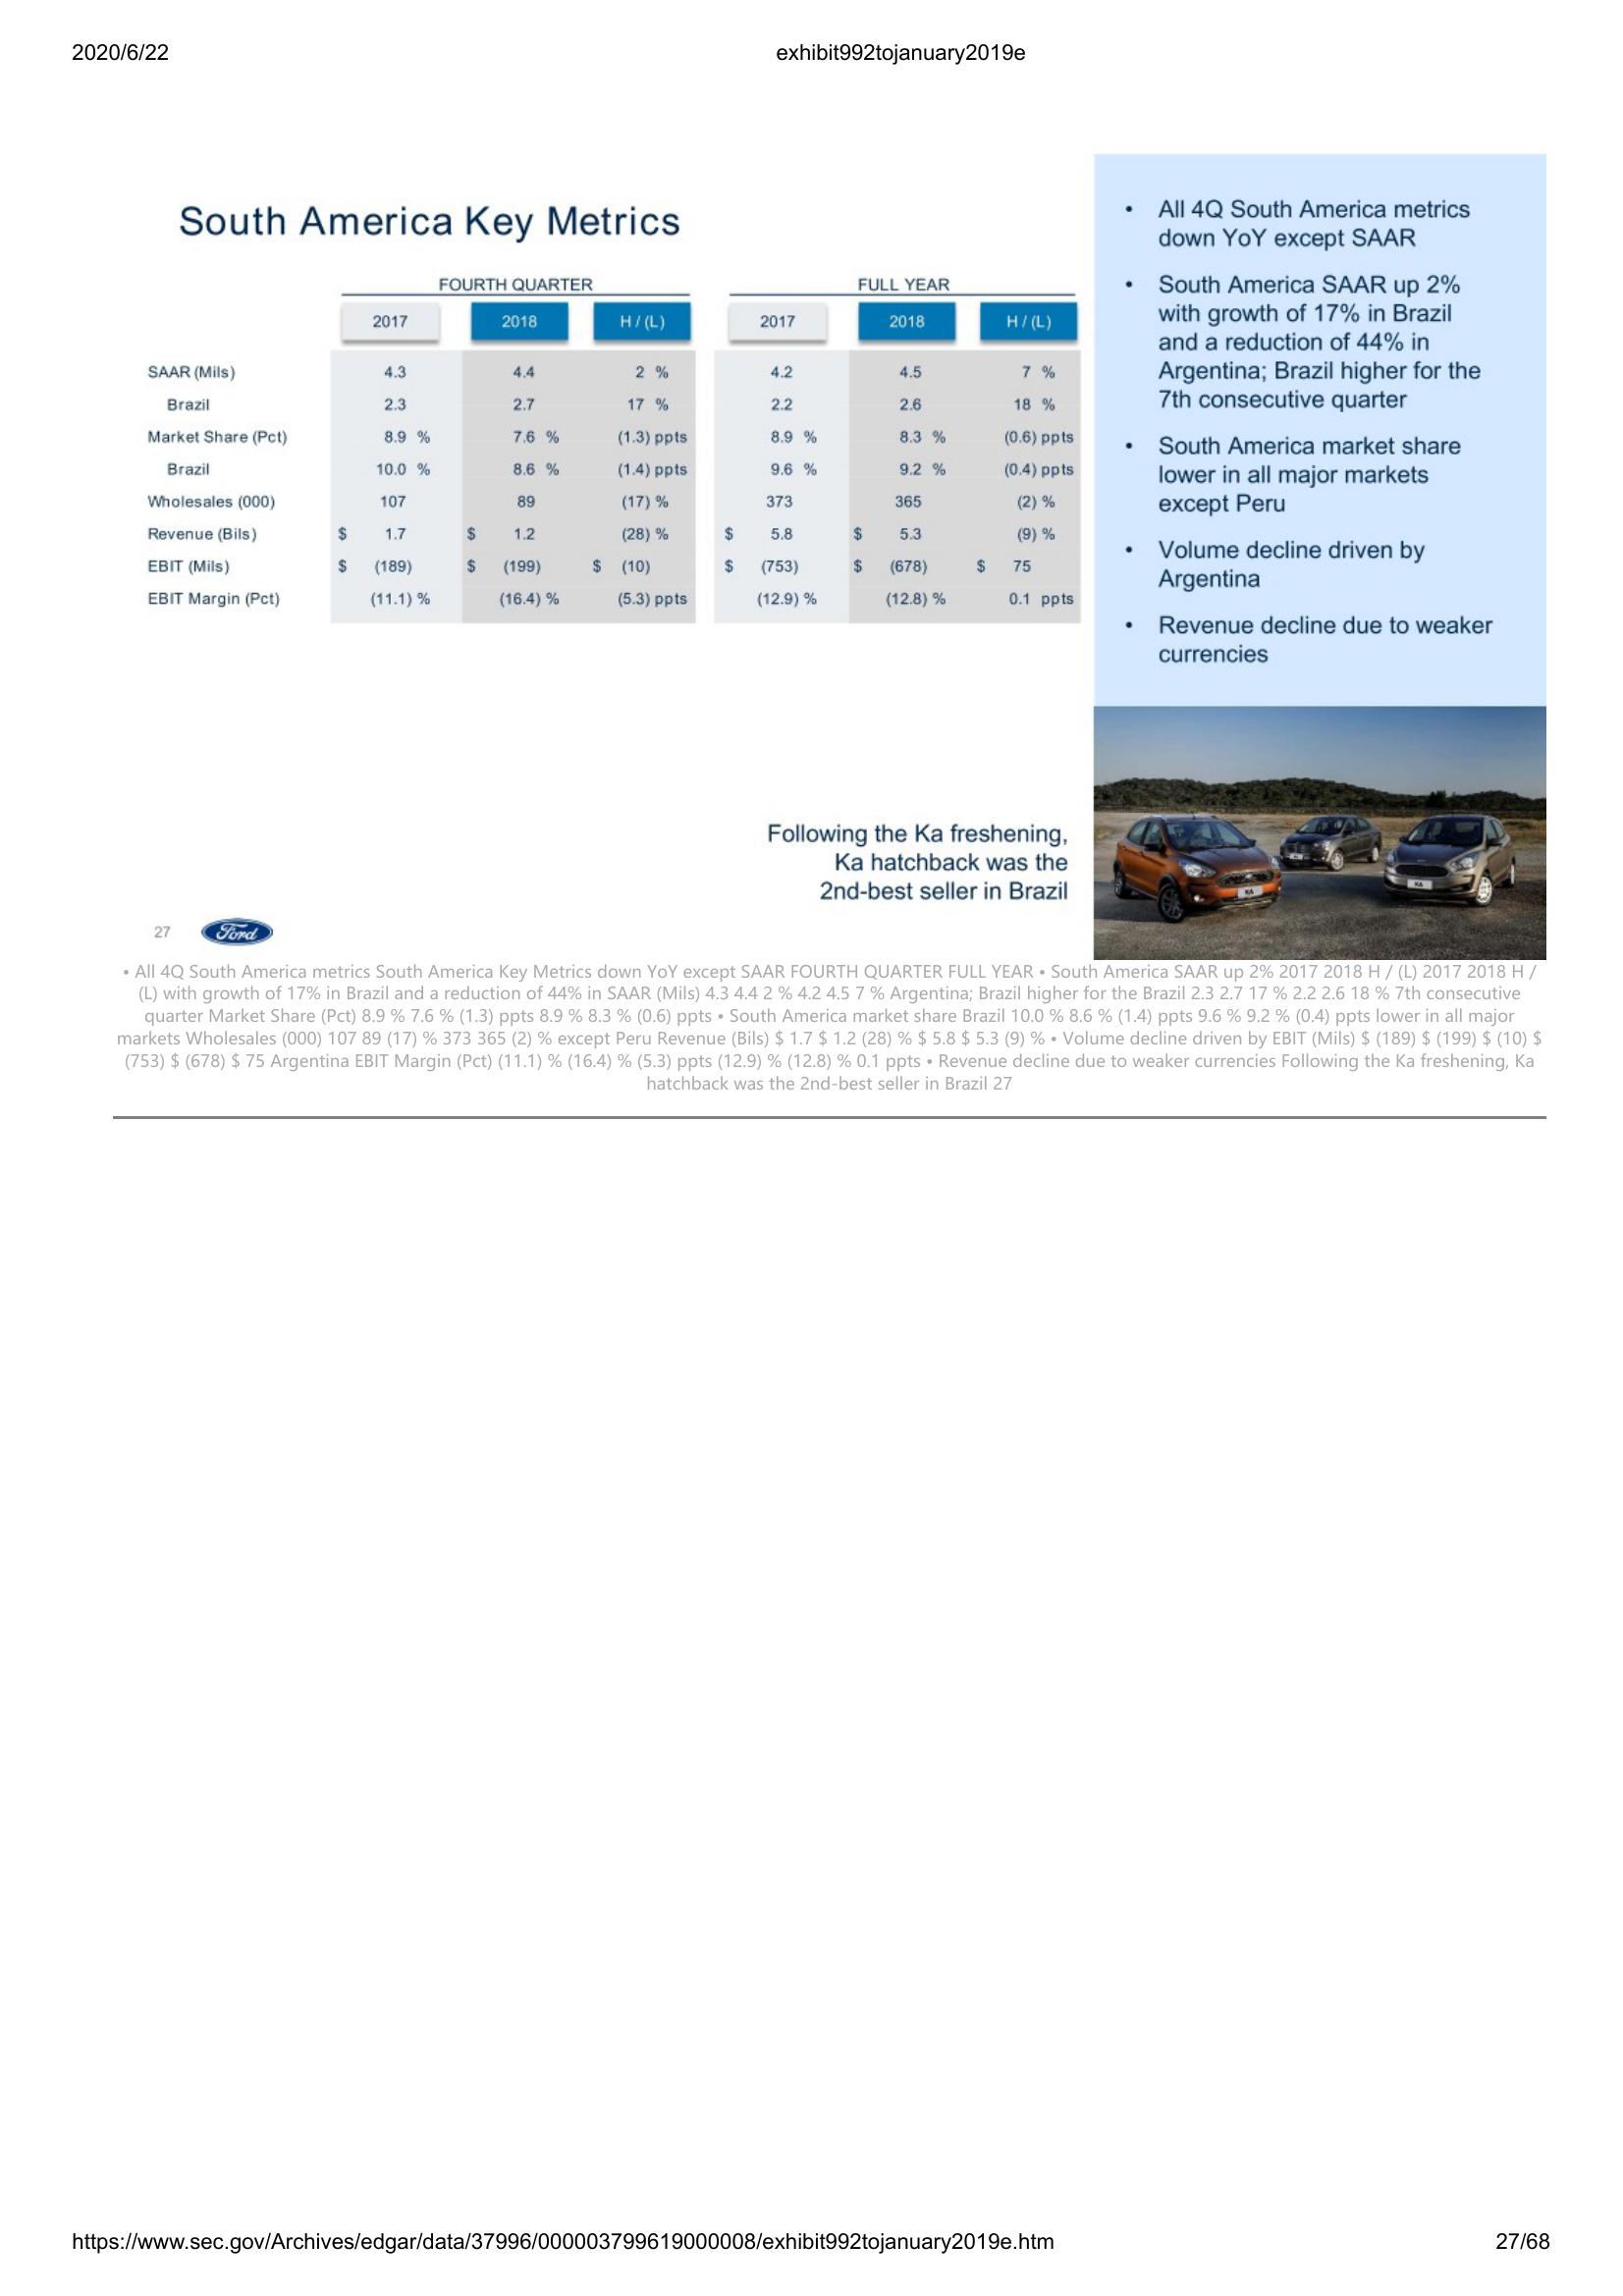 2020/6/22
exhibit992tojanuary2019e
South America Key Metrics
FOURTH QUARTER FULL YEAR
2017 2018 H / (L) 2017 2018 H / (L)
SAAR (Mils) 4.3 4.4 2 % 4.2 4.5 7 %
Brazil 2.3 2.7 17 % 2.2 2.6 18 %
Market Share (Pct) 8.9 % 7.6 % (1.3) ppts 8.9 % 8.3 % (0.6) ppts
Brazil 10.0 % 8.6 % (1.4) ppts 9.6 % 9.2 % (0.4) ppts
Wholesales (000) 107 89 (17) % 373 365 (2) %
Revenue (Bils) $ 1.7 $ 1.2 (28) % $ 5.8 $ 5.3 (9) %
EBIT (Mils) $ (189) $ (199) $ (10) $ (753) $ (678) $ 75
EBIT Margin (Pct) (11.1) % (16.4) % (5.3) ppts (12.9) % (12.8) % 0.1 ppts
• All 4Q South America metrics
down YoY except SAAR
• South America SAAR up 2%
with growth of 17% in Brazil
and a reduction of 44% in
Argentina; Brazil higher for the
7th consecutive quarter
• South America market share
lower in all major markets
except Peru
• Volume decline driven by
Argentina
• Revenue decline due to weaker
currencies
Following the Ka freshening,
Ka hatchback was the
2nd-best seller in Brazil
KA
KA
27
Ford
• All 4Q South America metrics South America Key Metrics down YoY except SAAR FOURTH QUARTER FULL YEAR • South America SAAR up 2% 2017 2018 H / (L) 2017 2018 H /
(L) with growth of 17% in Brazil and a reduction of 44% in SAAR (Mils) 4.3 4.4 2 % 4.2 4.5 7 % Argentina; Brazil higher for the Brazil 2.3 2.7 17 % 2.2 2.6 18 % 7th consecutive
quarter Market Share (Pct) 8.9 % 7.6 % (1.3) ppts 8.9 % 8.3 % (0.6) ppts • South America market share Brazil 10.0 % 8.6 % (1.4) ppts 9.6 % 9.2 % (0.4) ppts lower in all major
markets Wholesales (000) 107 89 (17) % 373 365 (2) % except Peru Revenue (Bils) $ 1.7 $ 1.2 (28) % $ 5.8 $ 5.3 (9) % • Volume decline driven by EBIT (Mils) $ (189) $ (199) $ (10) $
(753) $ (678) $ 75 Argentina EBIT Margin (Pct) (11.1) % (16.4) % (5.3) ppts (12.9) % (12.8) % 0.1 ppts • Revenue decline due to weaker currencies Following the Ka freshening, Ka
hatchback was the 2nd-best seller in Brazil 27
https://www.sec.gov/Archives/edgar/data/37996/000003799619000008/exhibit992tojanuary2019e.htm
27/68